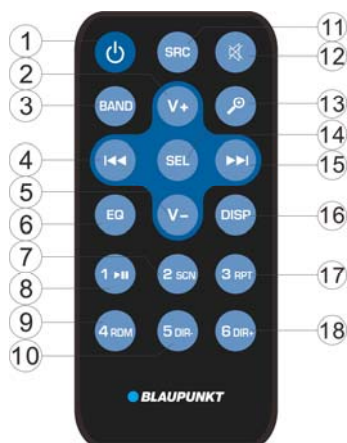 1
SRC
11
2
12
3
BAND
V+
13
14
4
SEL
15
5
6
EQ
V-
DISP
16
7
1
2 SCN
3 RPT
17
8
9
4 RDM
5 DIR-
6 DIR+
18
10
BLAUPUNKT